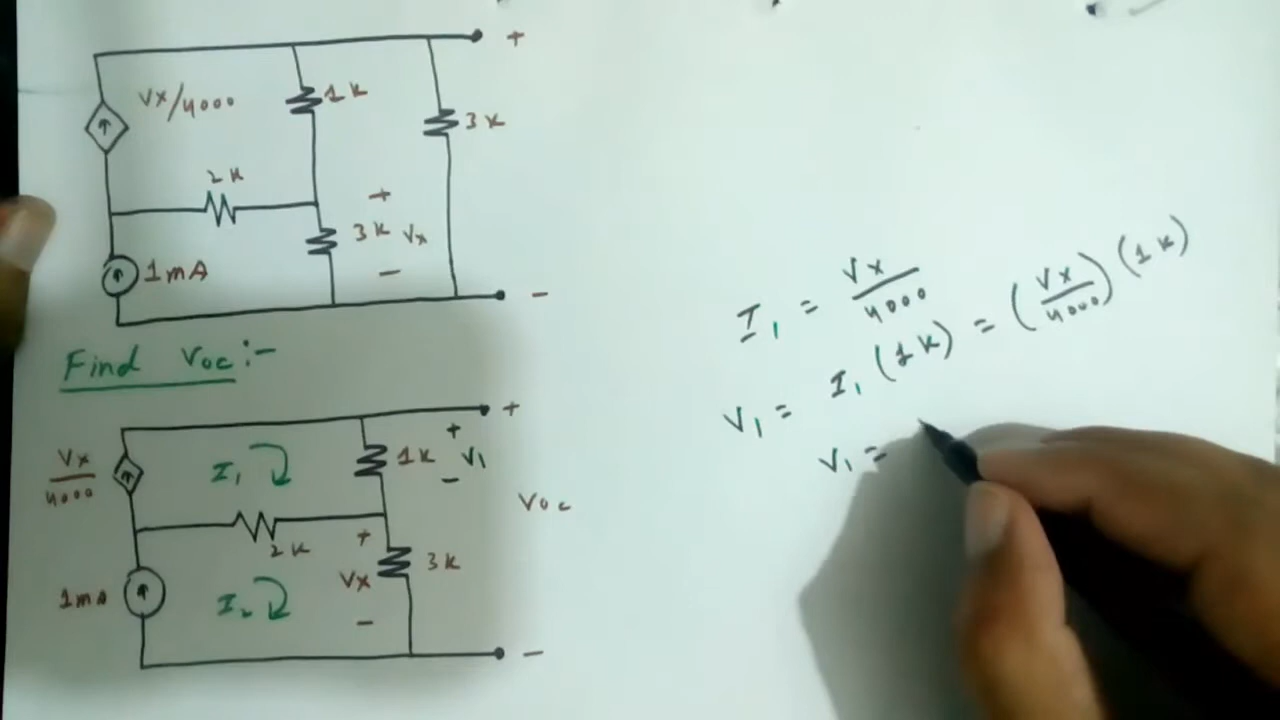 +
Vx/4000
1k
3k
2k
+
3k Vx
1mA
-
-
Find Voc:-
+
Vx
4000
I1
1k
+
V1
-
Voc
2k
+
Vx
3k
1mA
I2
-
-
I1 = Vx/4000
V1 = I1 (1k) = (Vx/4000)(1k)
V1 =